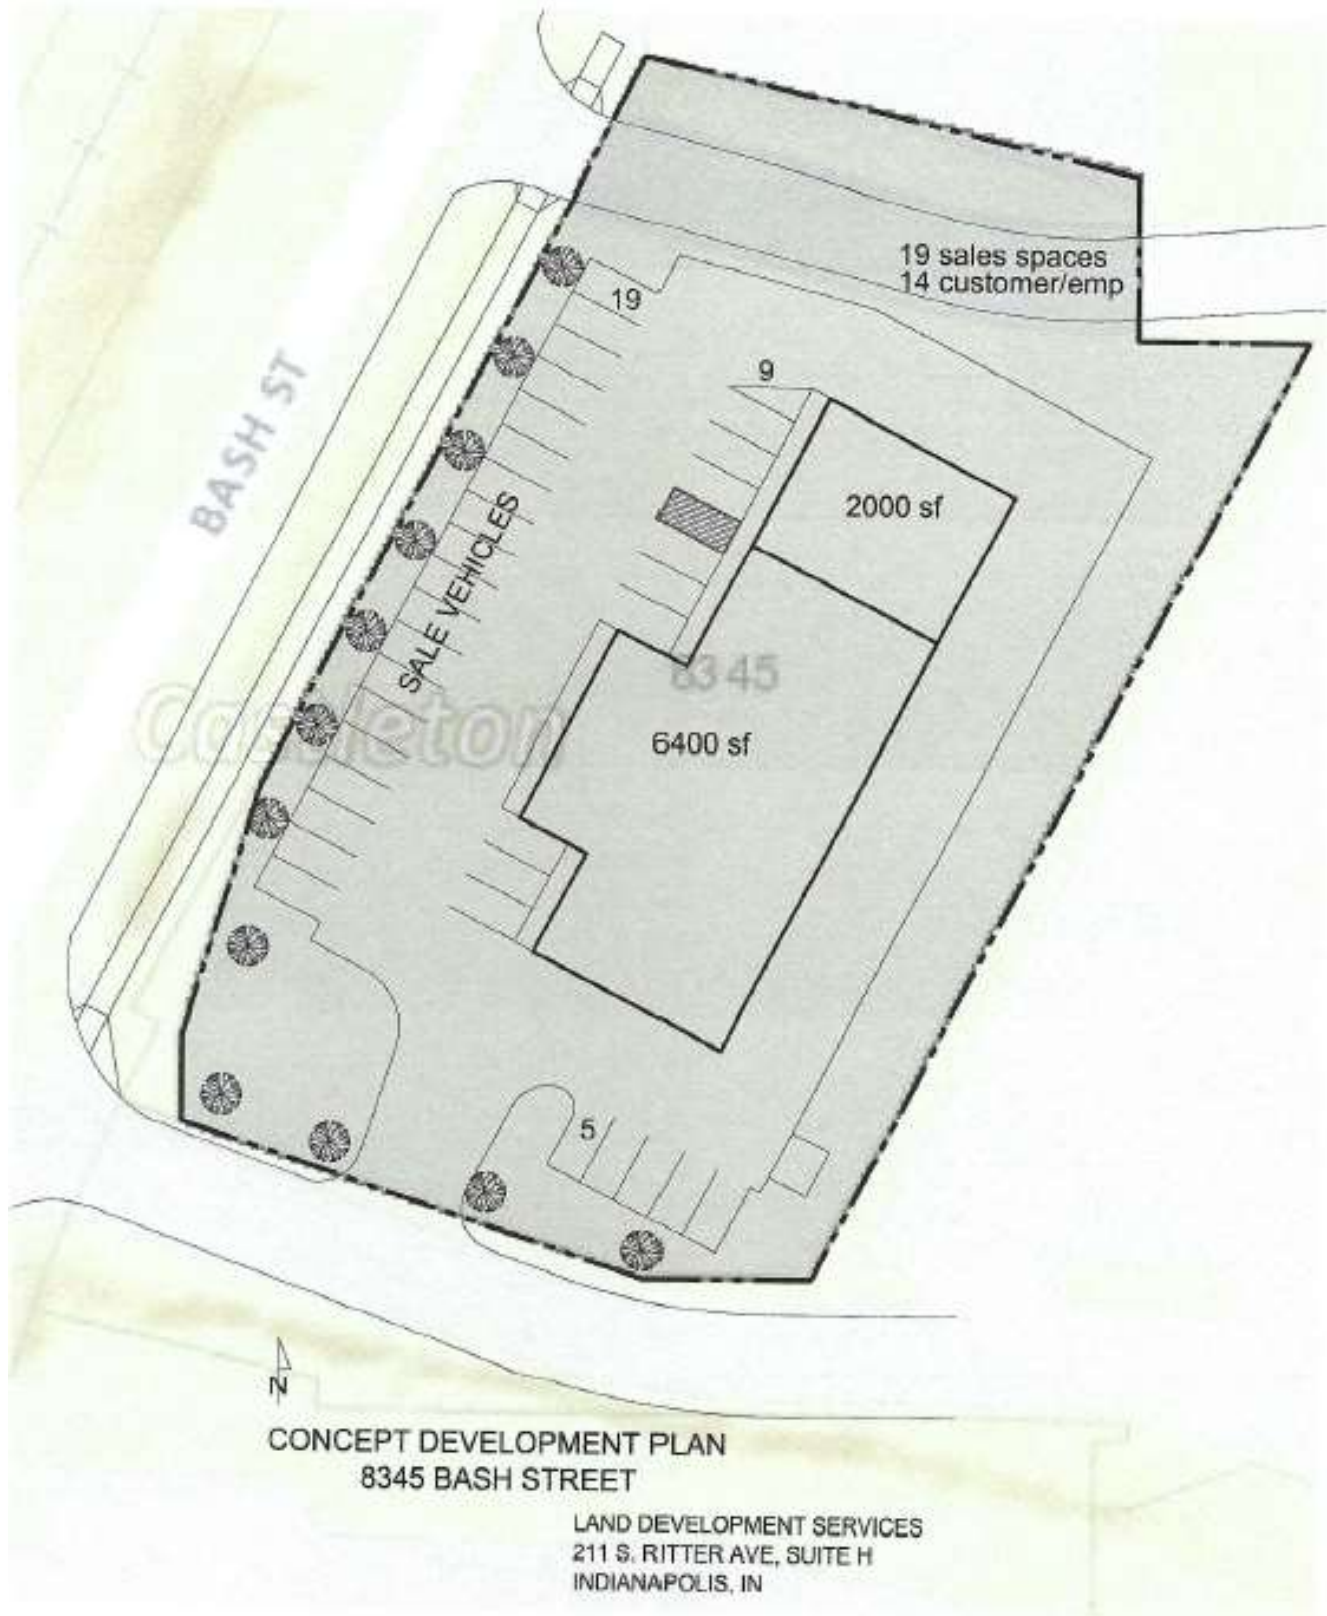 19 sales spaces
14 customer/emp
19
9
BASH ST
2000 sf
SALE VEHICLES
8345
Castleton
6400 sf
5
N
CONCEPT DEVELOPMENT PLAN
8345 BASH STREET
LAND DEVELOPMENT SERVICES
211 S. RITTER AVE, SUITE H
INDIANAPOLIS, IN